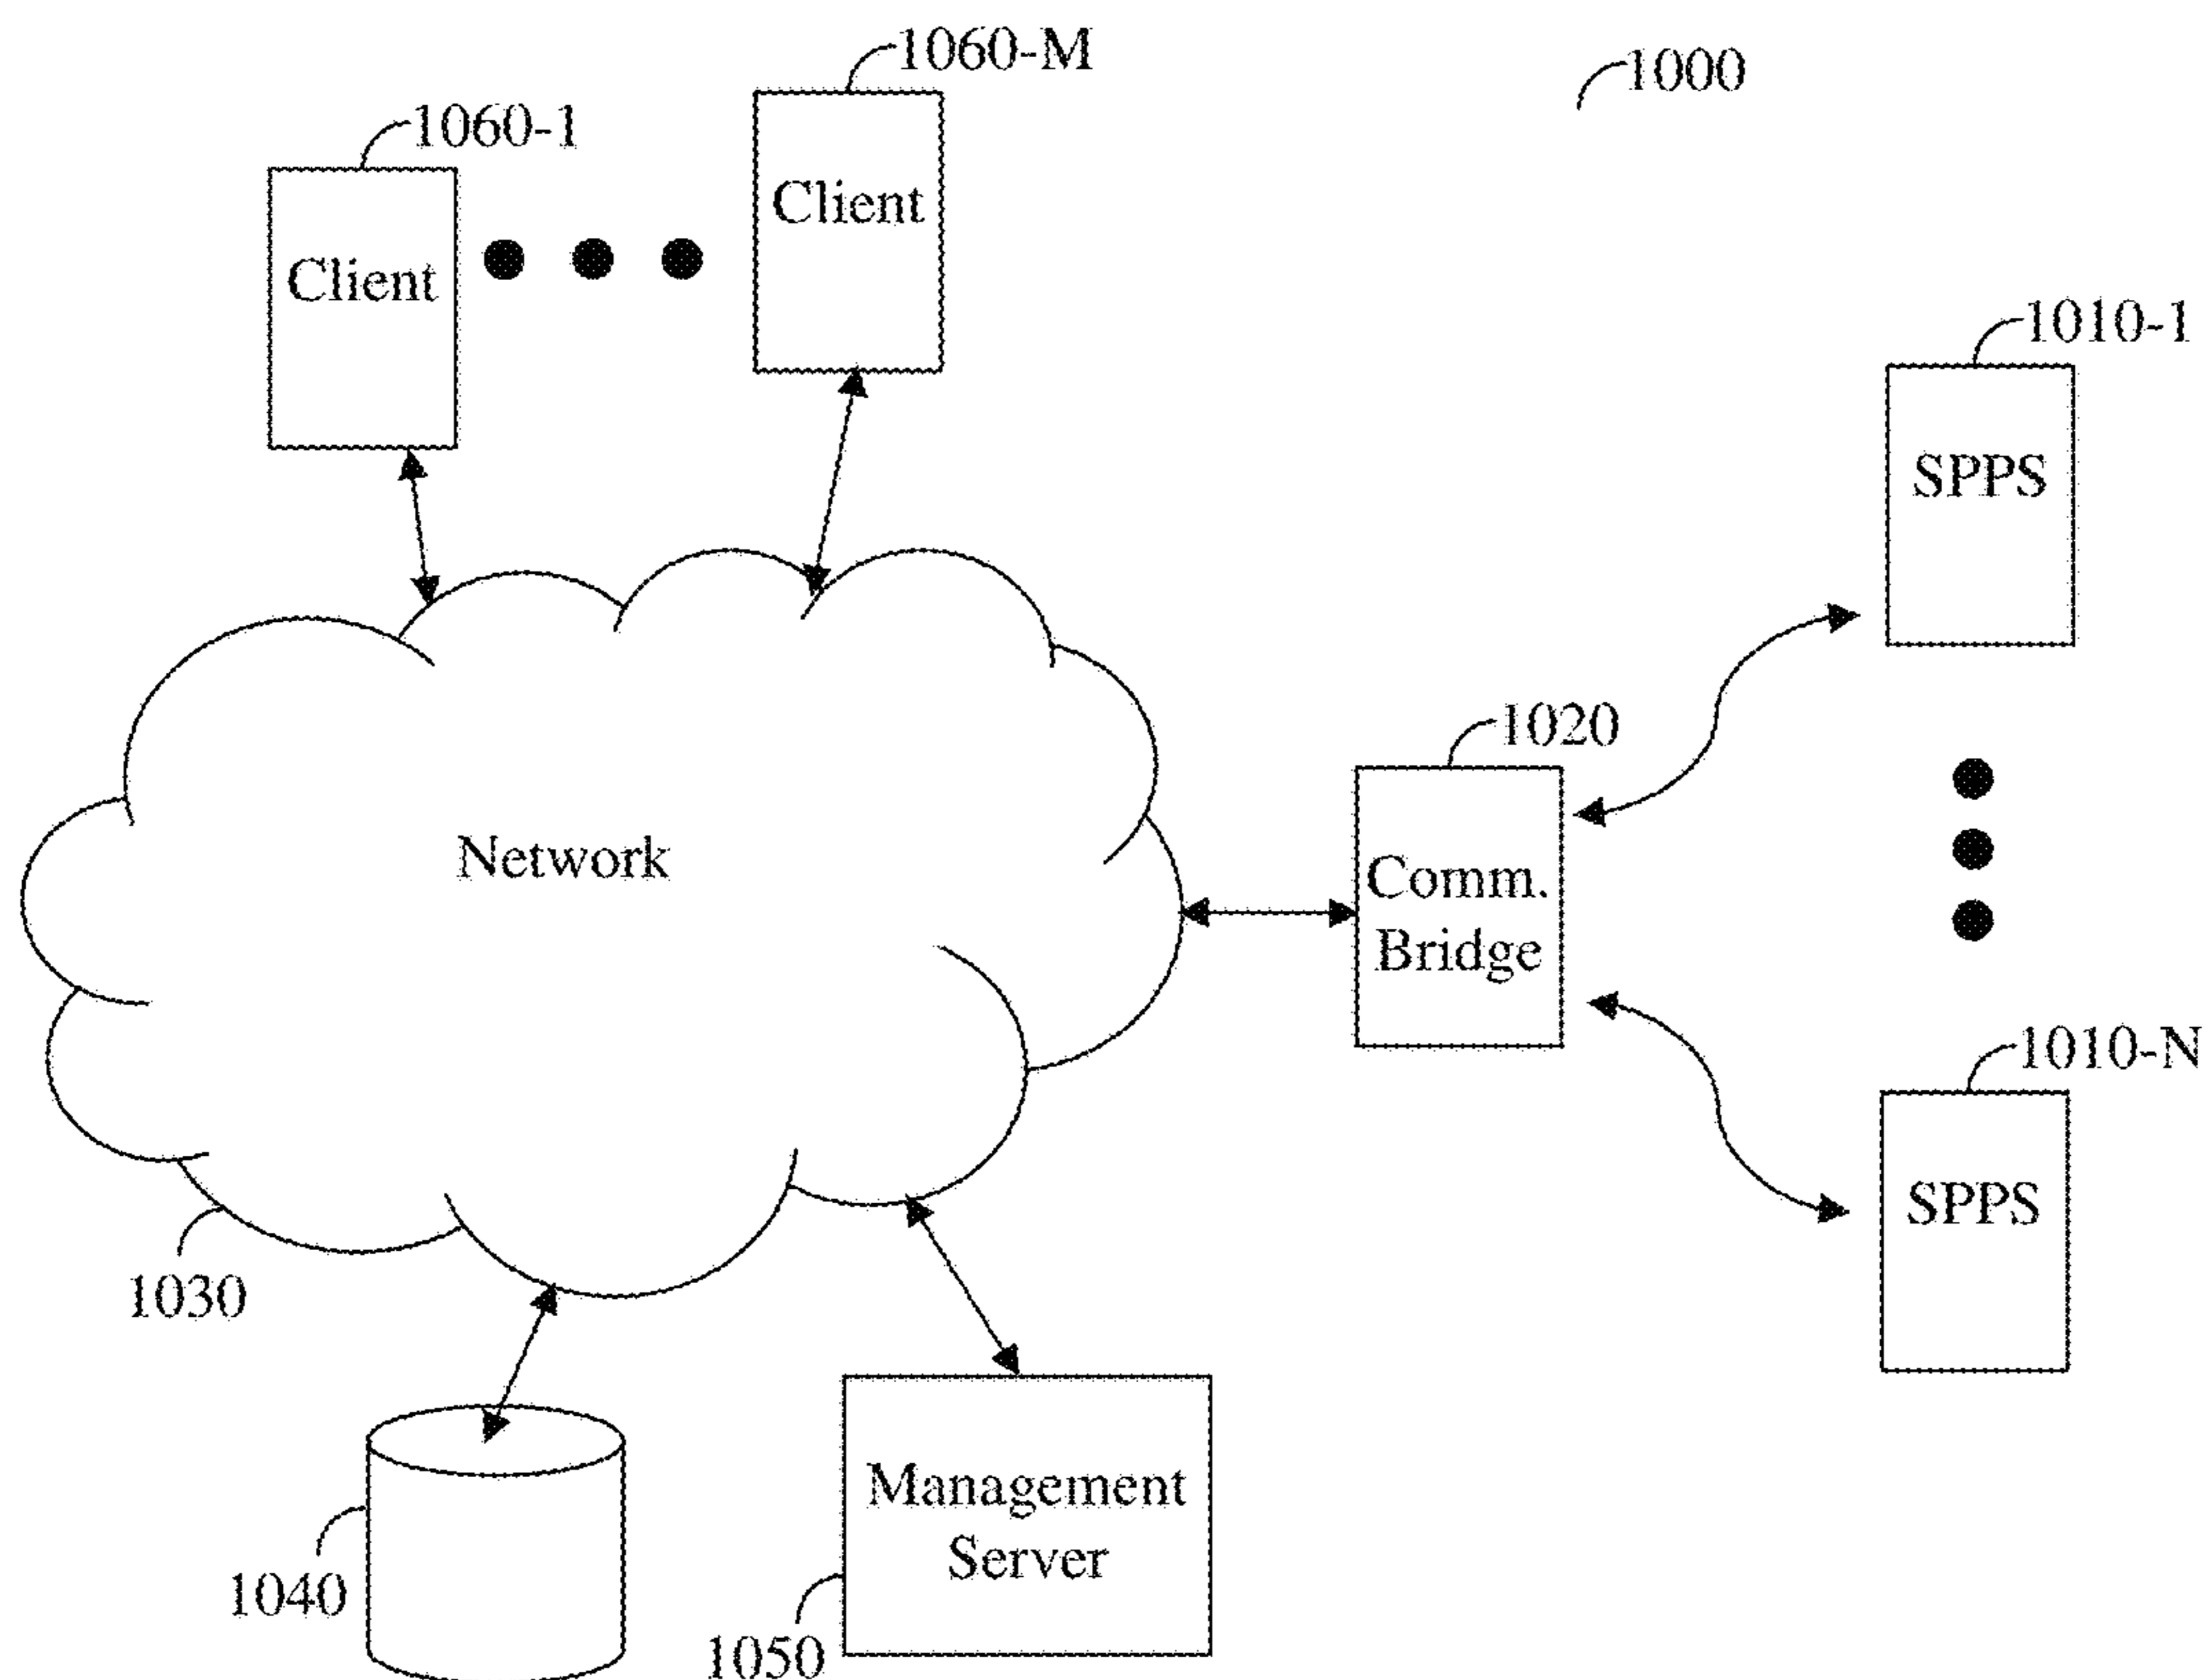 1060-M
1000
1060-1
Client
Client
1010-1
SPPS
1020
Network
Comm.
Bridge
1010-N
SPPS
1030
Management
Server
1040
1050